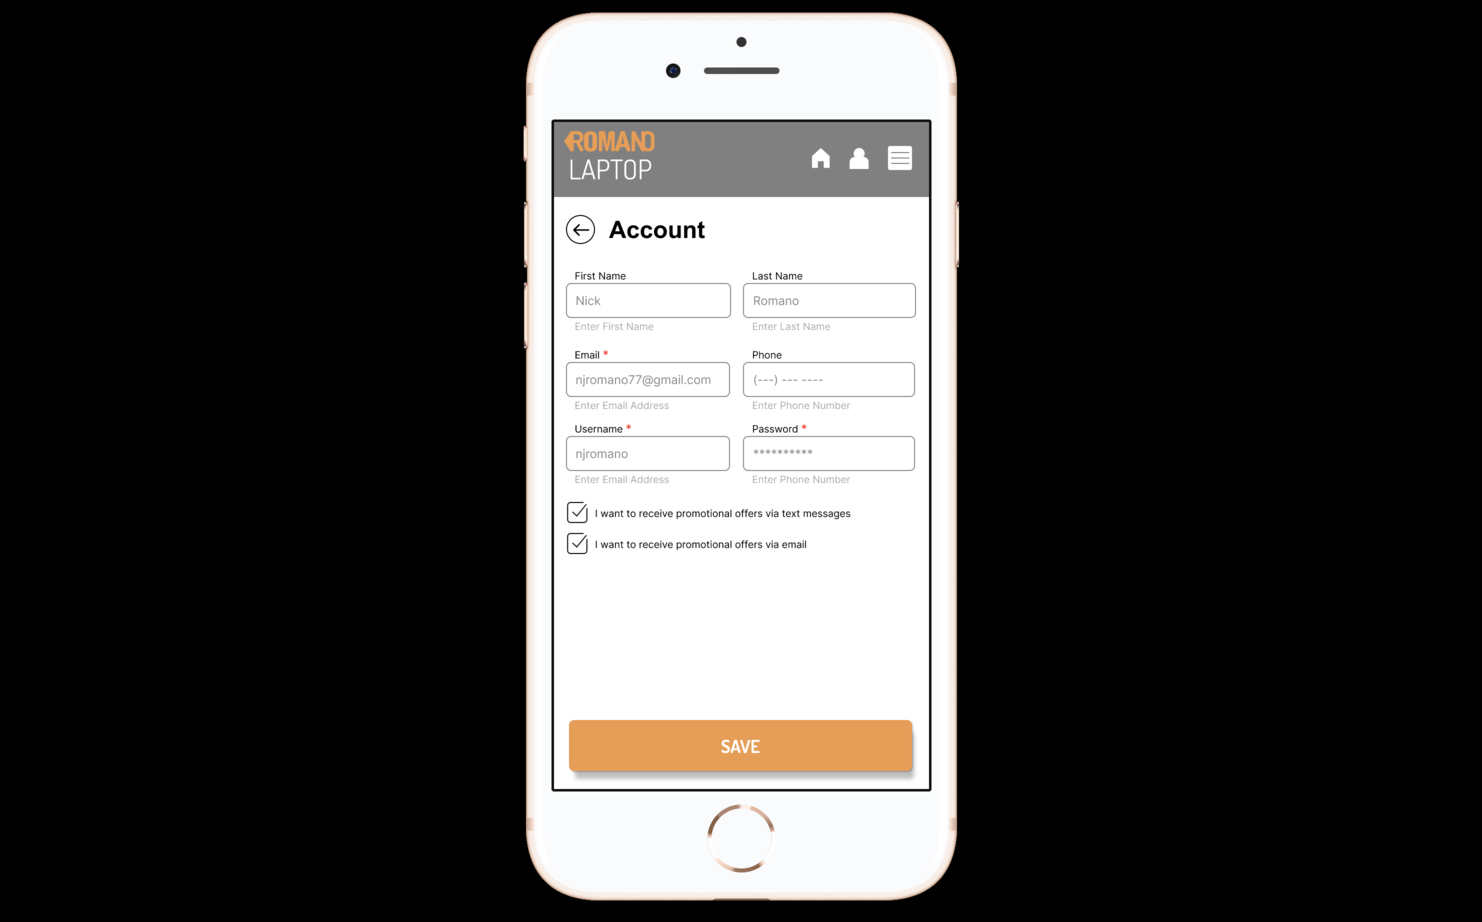 ROMANO
LAPTOP
Account
First Name
Last Name
Nick
Romano
Enter First Name
Enter Last Name
Email *
Phone
njromano77@gmail.com
(---) --- ----
Enter Email Address
Enter Phone Number
Username *
Password *
njromano
**********
Enter Email Address
Enter Phone Number
I want to receive promotional offers via text messages
I want to receive promotional offers via email
SAVE